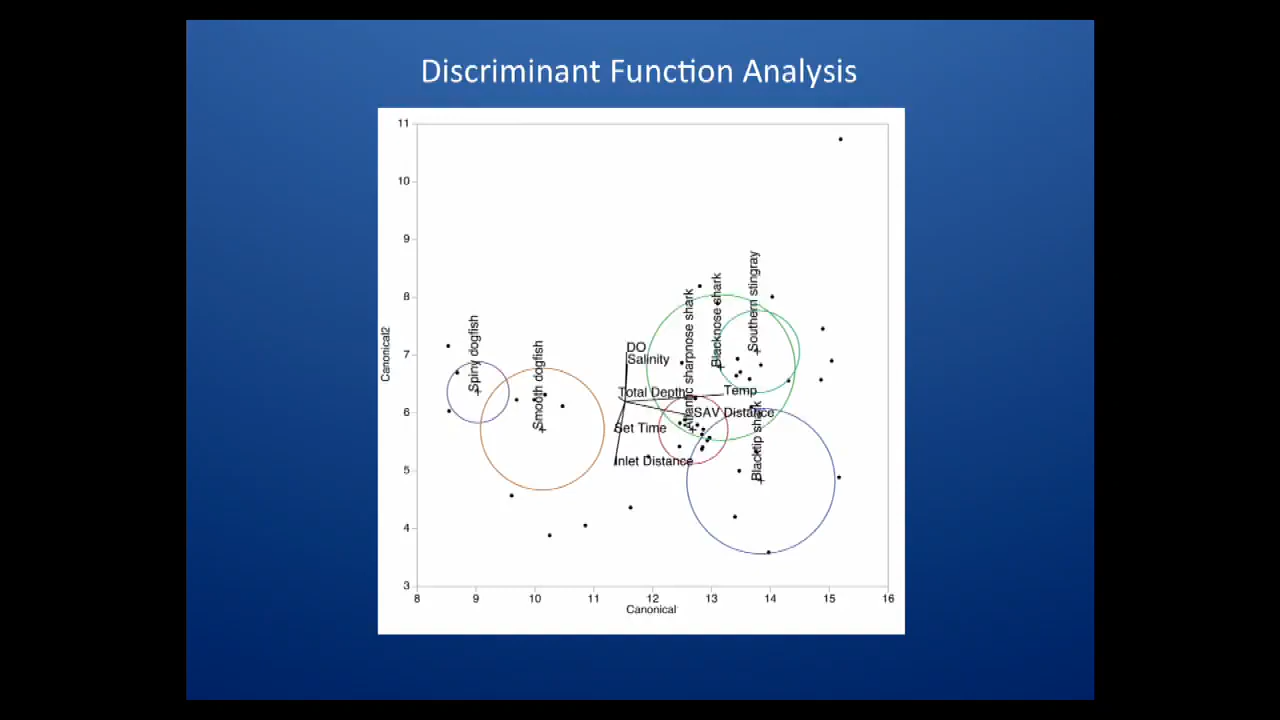 Discriminant Function Analysis
11
10
9
8
7
6
5
4
3
Canonical2
Spiny dogfish
Smooth dogfish
Atlantic sharpnose shark
Blacknose shark
Southern stingray
Blacktip shark
DO
Salinity
Total Depth
Temp
SAV Distance
Set Time
Inlet Distance
8 9 10 11 12 13 14 15 16
Canonical